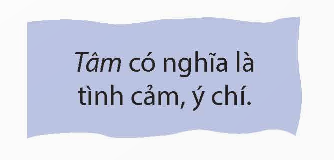 Tâm có nghĩa là
tình cảm, ý chí.